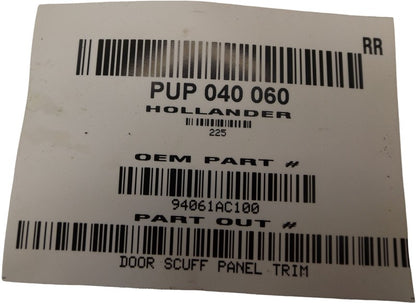 RR
PUP 040 060
HOLLANDER
225
OEM PART #
94061AC100
PART OUT #
DOOR SCUFF PANEL TRIM